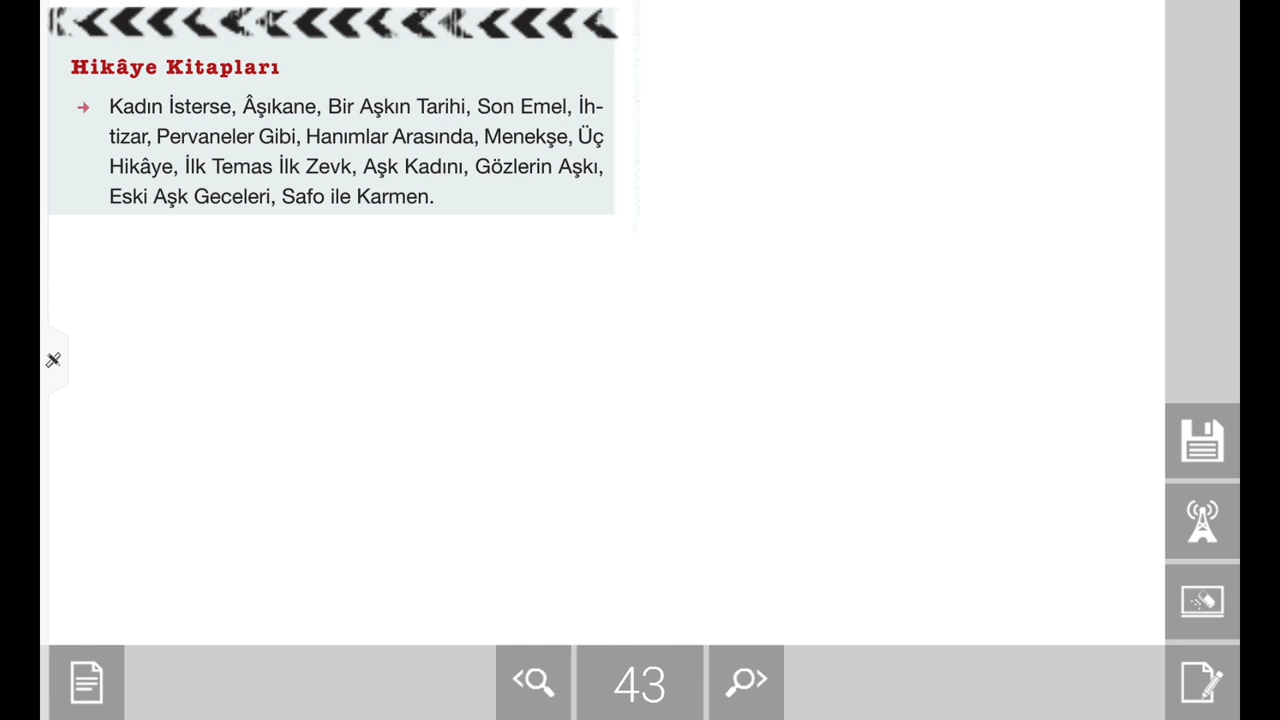 Hikâye Kitapları
→ Kadın İsterse, Âşıkane, Bir Aşkın Tarihi, Son Emel, İh-
tizar, Pervaneler Gibi, Hanımlar Arasında, Menekşe, Üç
Hikâye, İlk Temas İlk Zevk, Aşk Kadını, Gözlerin Aşkı,
Eski Aşk Geceleri, Safo ile Karmen.
43